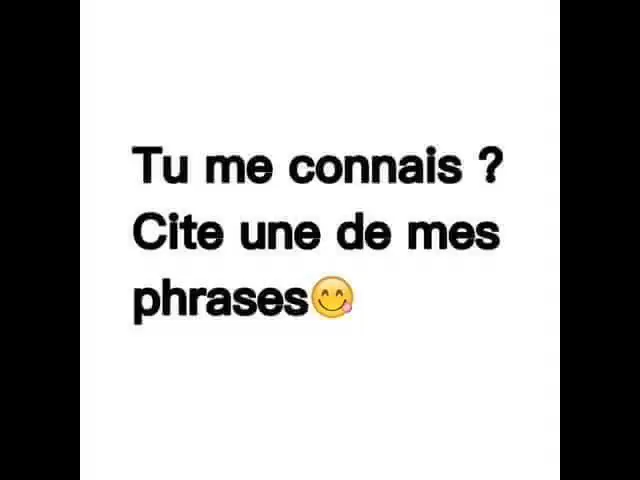 Tu me connais ?
Cite une de mes
phrases😋